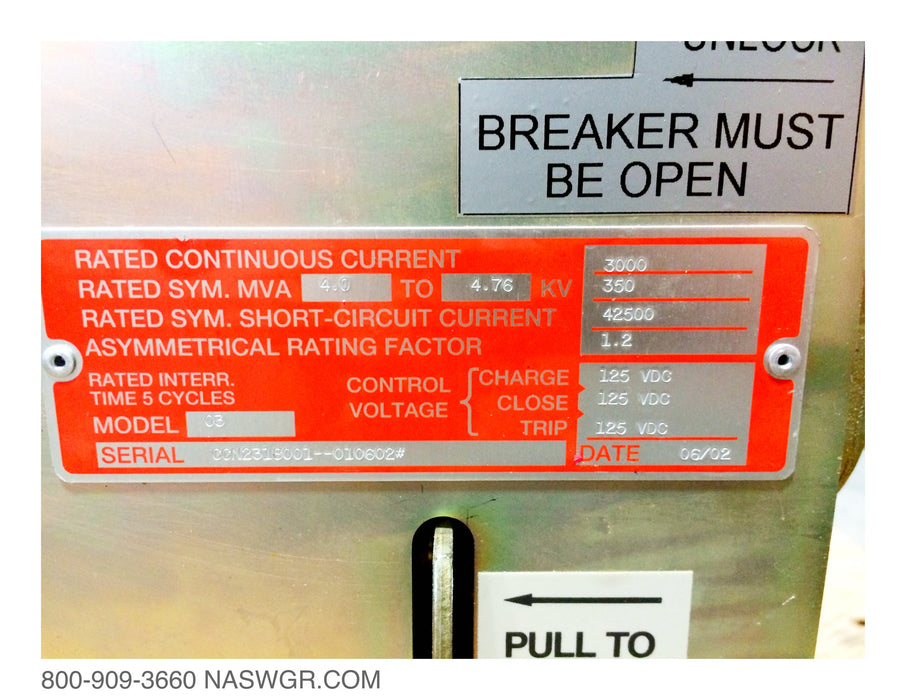 UNLOCK
BREAKER MUST
BE OPEN
RATED CONTINUOUS CURRENT 3000
RATED SYM. MVA 4.0 TO 4.76 KV 350
RATED SYM. SHORT-CIRCUIT CURRENT 42500
ASYMMETRICAL RATING FACTOR 1.2
RATED INTERR.
TIME 5 CYCLES
CONTROL
VOLTAGE
CHARGE 125 VDC
CLOSE 125 VDC
TRIP 125 VDC
MODEL 03
SERIAL
DATE 06/02
PULL TO
800-909-3660 NASWGR.COM